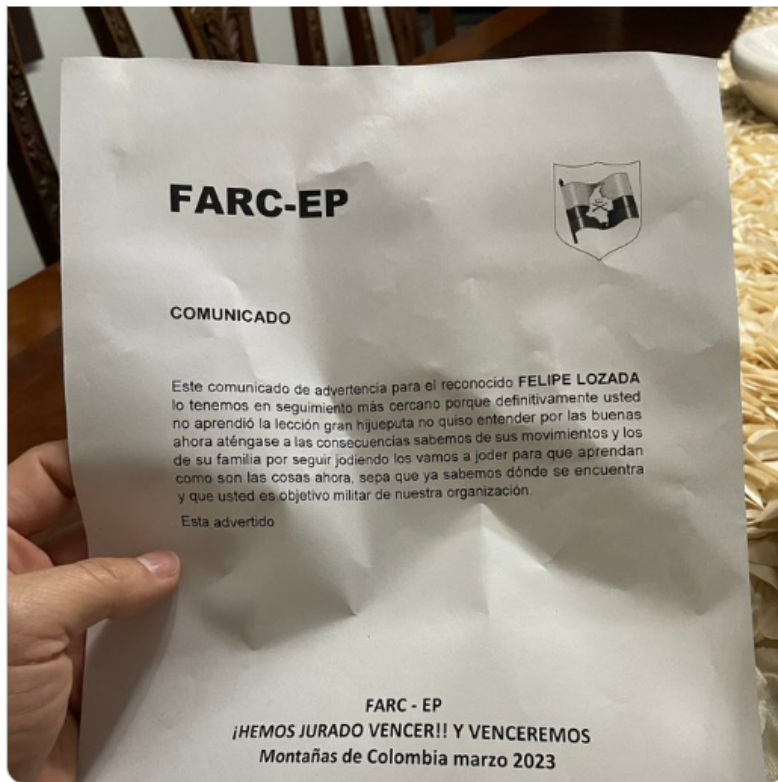 FARC-EP
COMUNICADO
Este comunicado de advertencia para el reconocido FELIPE LOZADA
lo tenemos en seguimiento más cercano porque definitivamente usted
no aprendió la lección gran hijueputa no quiso entender por las buenas
ahora aténgase a las consecuencias sabemos de sus movimientos y los
de su familia por seguir jodiendo los vamos a joder para que aprendan
como son las cosas ahora, sepa que ya sabemos dónde se encuentra
y que usted es objetivo militar de nuestra organización.
Esta advertido
FARC - EP
¡HEMOS JURADO VENCER!! Y VENCEREMOS
Montañas de Colombia marzo 2023